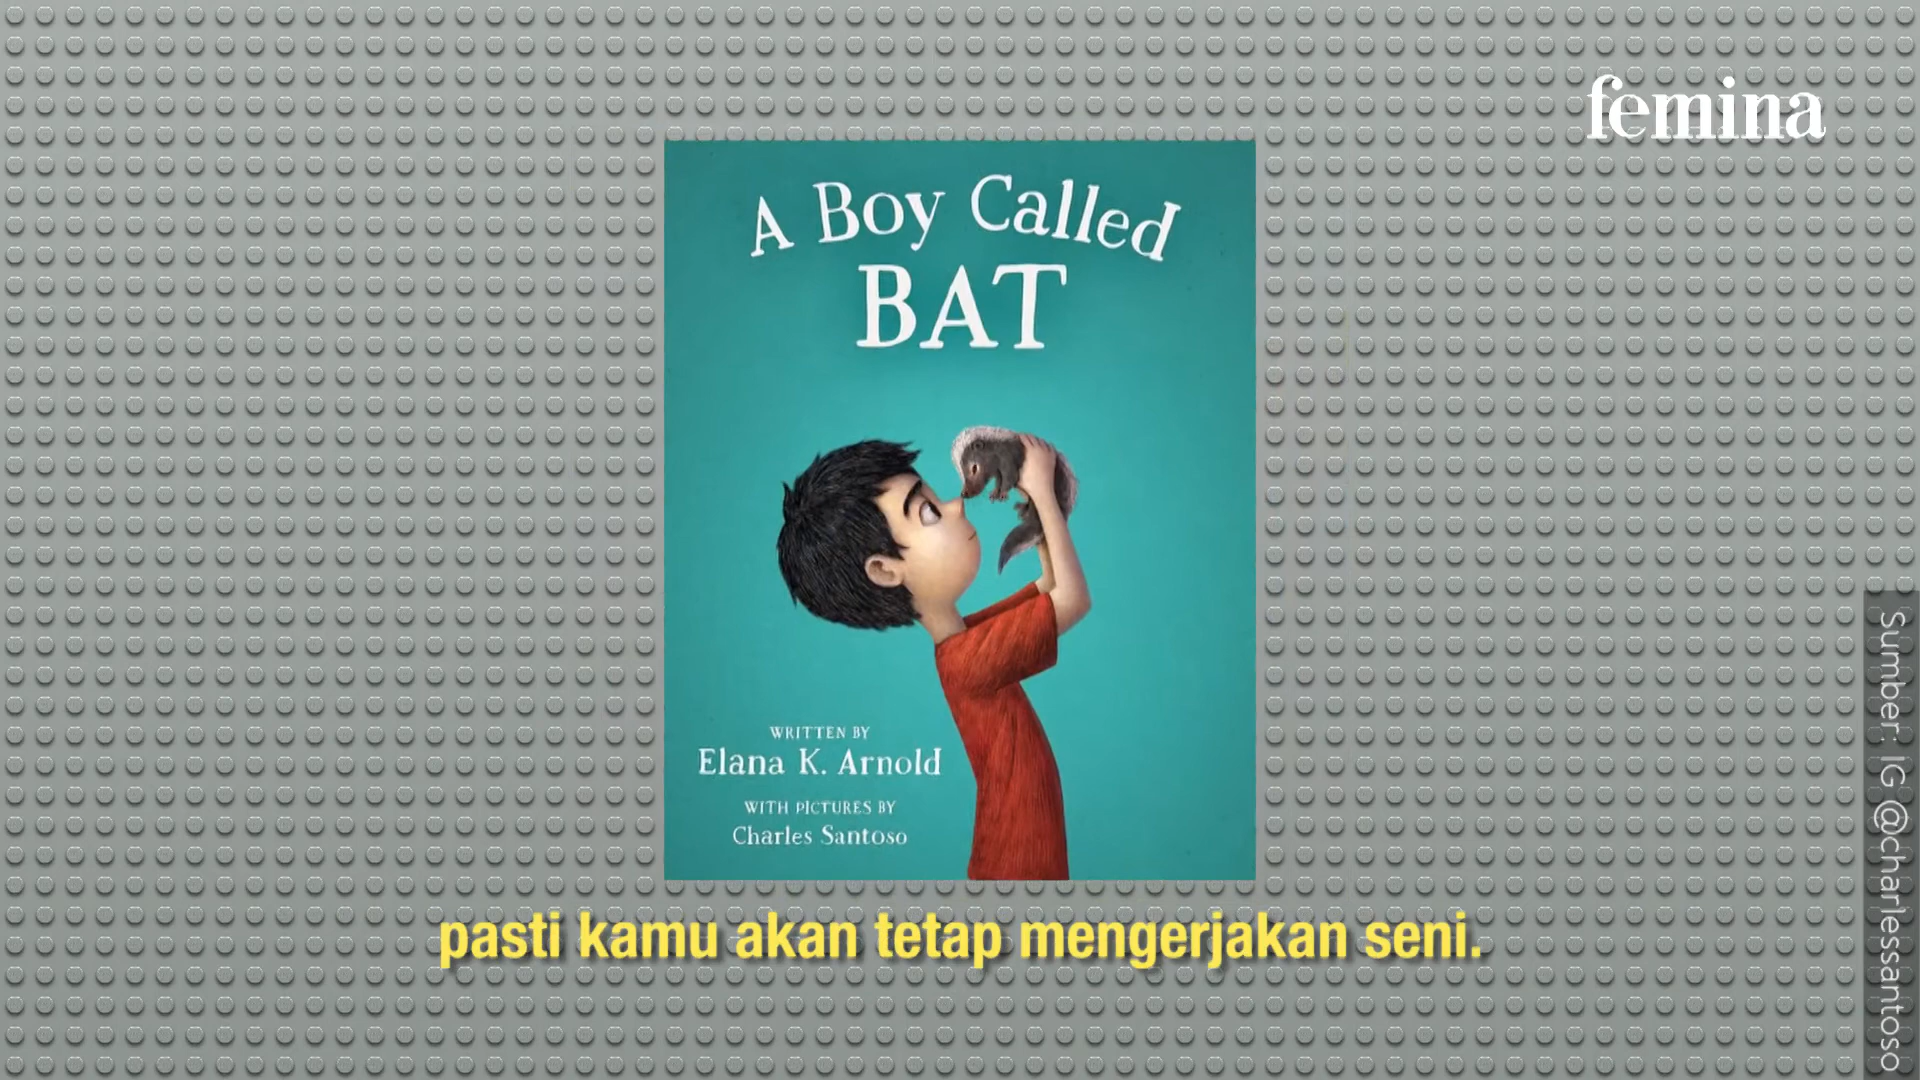 femina
A Boy Called
BAT
WRITTEN BY
Elana K. Arnold
WITH PICTURES BY
Charles Santoso
pasti kamu akan tetap mengerjakan seni.
Sumber: IG @charlessantoso